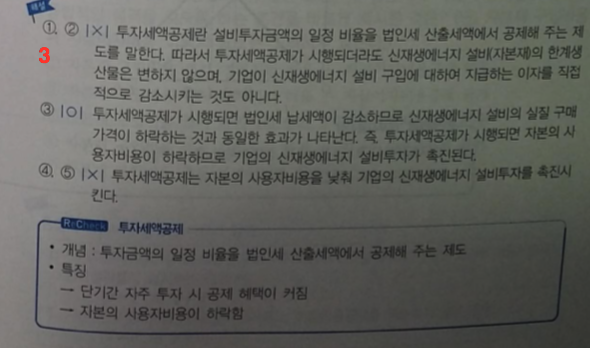 해설
①, ② |×| 투자세액공제란 설비투자금액의 일정 비율을 법인세 산출세액에서 공제해 주는 제
3
도를 말한다. 따라서 투자세액공제가 시행되더라도 신재생에너지 설비(자본재)의 한계생
산물은 변하지 않으며, 기업이 신재생에너지 설비 구입에 대하여 지급하는 이자를 직접
적으로 감소시키는 것도 아니다.
③ |○| 투자세액공제가 시행되면 법인세 납세액이 감소하므로 신재생에너지 설비의 실질 구매
가격이 하락하는 것과 동일한 효과가 나타난다. 즉, 투자세액공제가 시행되면 자본의 사
용자비용이 하락하므로 기업의 신재생에너지 설비투자가 촉진된다.
④, ⑤ |×| 투자세액공제는 자본의 사용자비용을 낮춰 기업의 신재생에너지 설비투자를 촉진시
킨다.
ReCheck 투자세액공제
• 개념 : 투자금액의 일정 비율을 법인세 산출세액에서 공제해 주는 제도
• 특징
→ 단기간 자주 투자 시 공제 혜택이 커짐
→ 자본의 사용자비용이 하락함